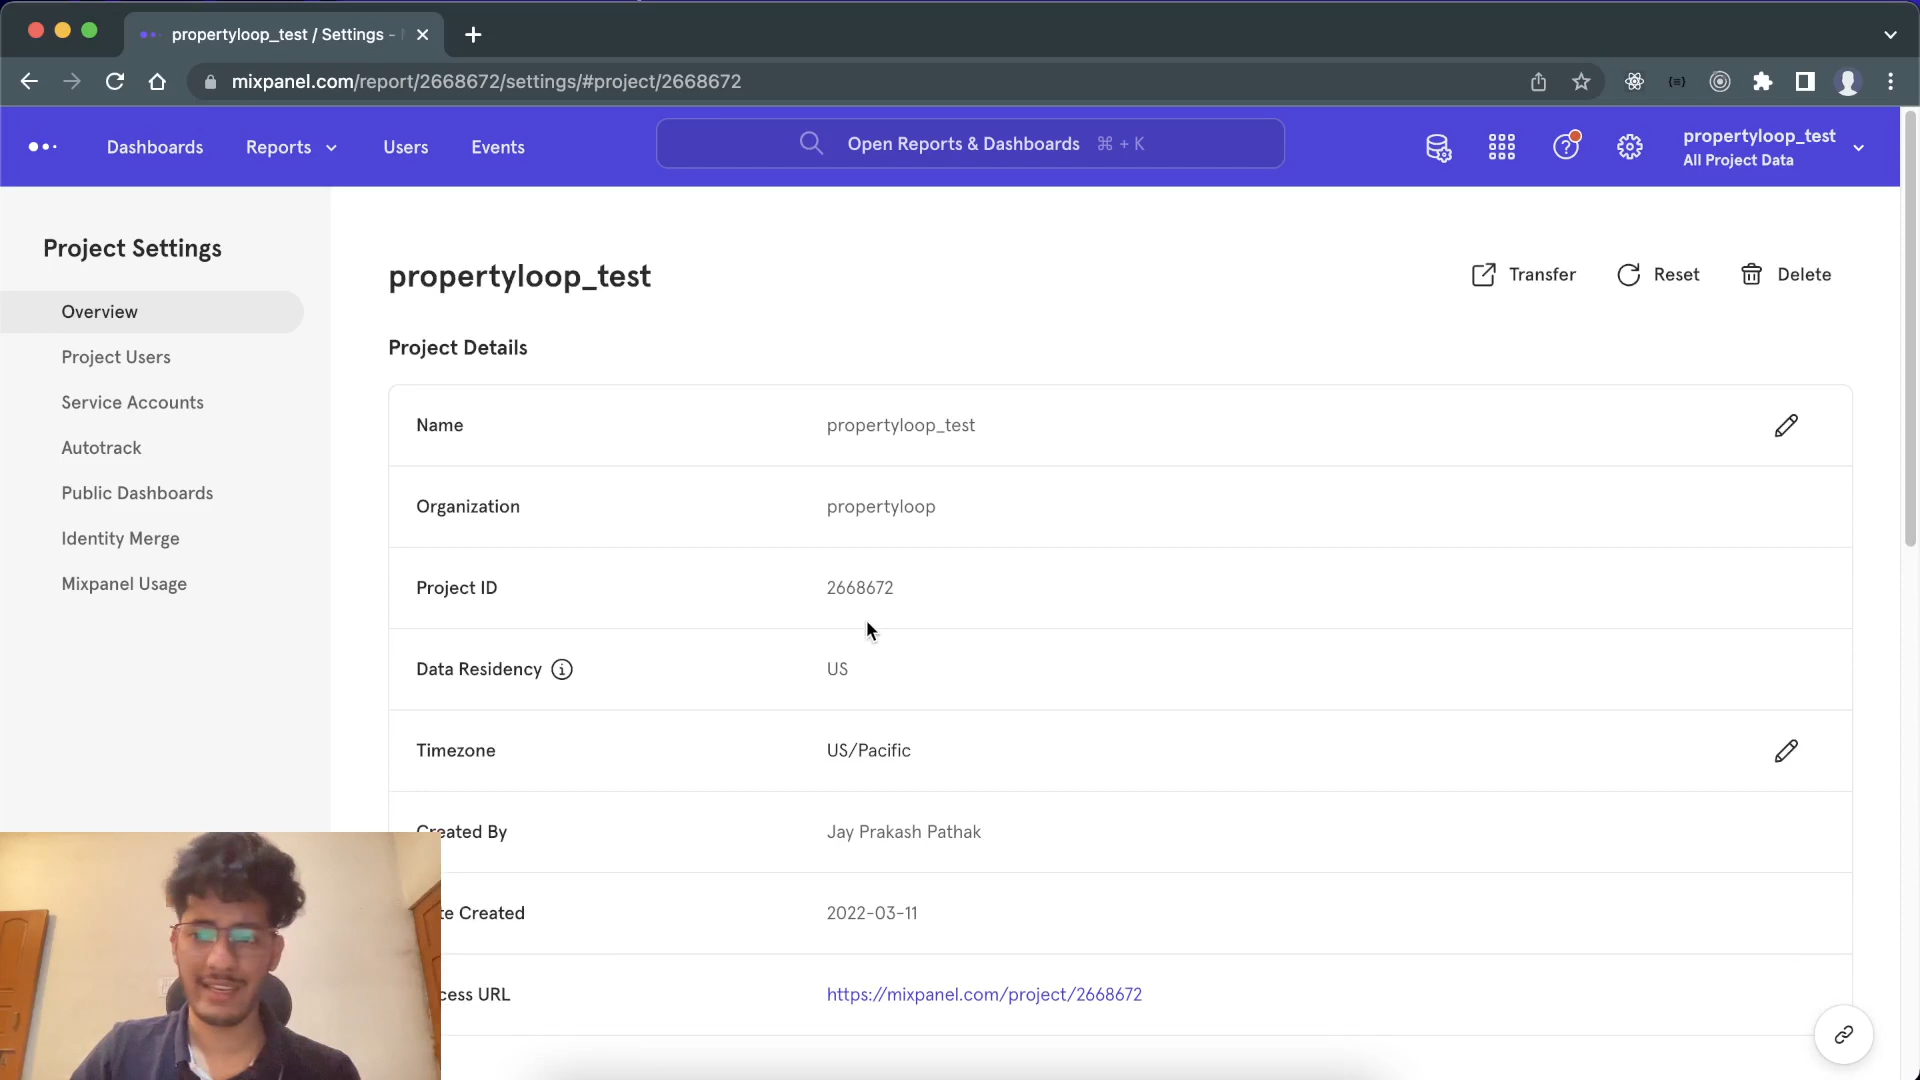 propertyloop_test / Settings -
mixpanel.com/report/2668672/settings/#project/2668672
Dashboards
Reports
Users
Events
Open Reports & Dashboards ⌘ + K
propertyloop_test
All Project Data
Project Settings
Overview
Project Users
Service Accounts
Autotrack
Public Dashboards
Identity Merge
Mixpanel Usage
propertyloop_test
Transfer
Reset
Delete
Project Details
Name propertyloop_test
Organization propertyloop
Project ID 2668672
Data Residency US
Timezone US/Pacific
Created By Jay Prakash Pathak
te Created 2022-03-11
cess URL https://mixpanel.com/project/2668672